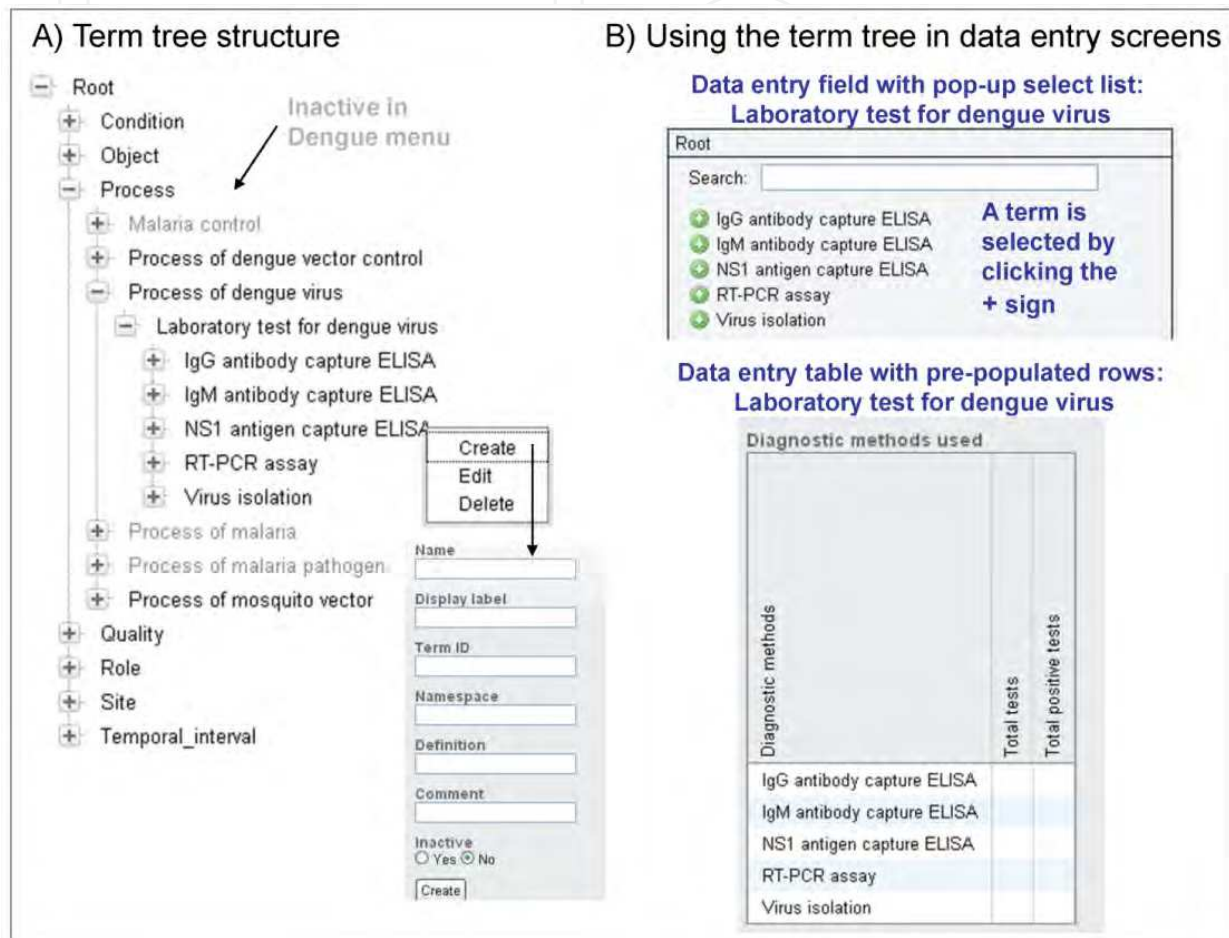 A) Term tree structure
Root
Condition
Object
Process
Inactive in
Dengue menu
Malaria control
Process of dengue vector control
Process of dengue virus
Laboratory test for dengue virus
IgG antibody capture ELISA
IgM antibody capture ELISA
NS1 antigen capture ELISA
RT-PCR assay
Virus isolation
Process of malaria
Process of malaria pathogen
Process of mosquito vector
Quality
Role
Site
Temporal_interval
Create
Edit
Delete
Name
Display label
Term ID
Namespace
Definition
Comment
Inactive
Yes No
Create
B) Using the term tree in data entry screens
Data entry field with pop-up select list:
Laboratory test for dengue virus
Root
Search:
IgG antibody capture ELISA
IgM antibody capture ELISA
NS1 antigen capture ELISA
RT-PCR assay
Virus isolation
A term is
selected by
clicking the
+ sign
Data entry table with pre-populated rows:
Laboratory test for dengue virus
Diagnostic methods used
Diagnostic methods
Total tests
Total positive tests
IgG antibody capture ELISA
IgM antibody capture ELISA
NS1 antigen capture ELISA
RT-PCR assay
Virus isolation